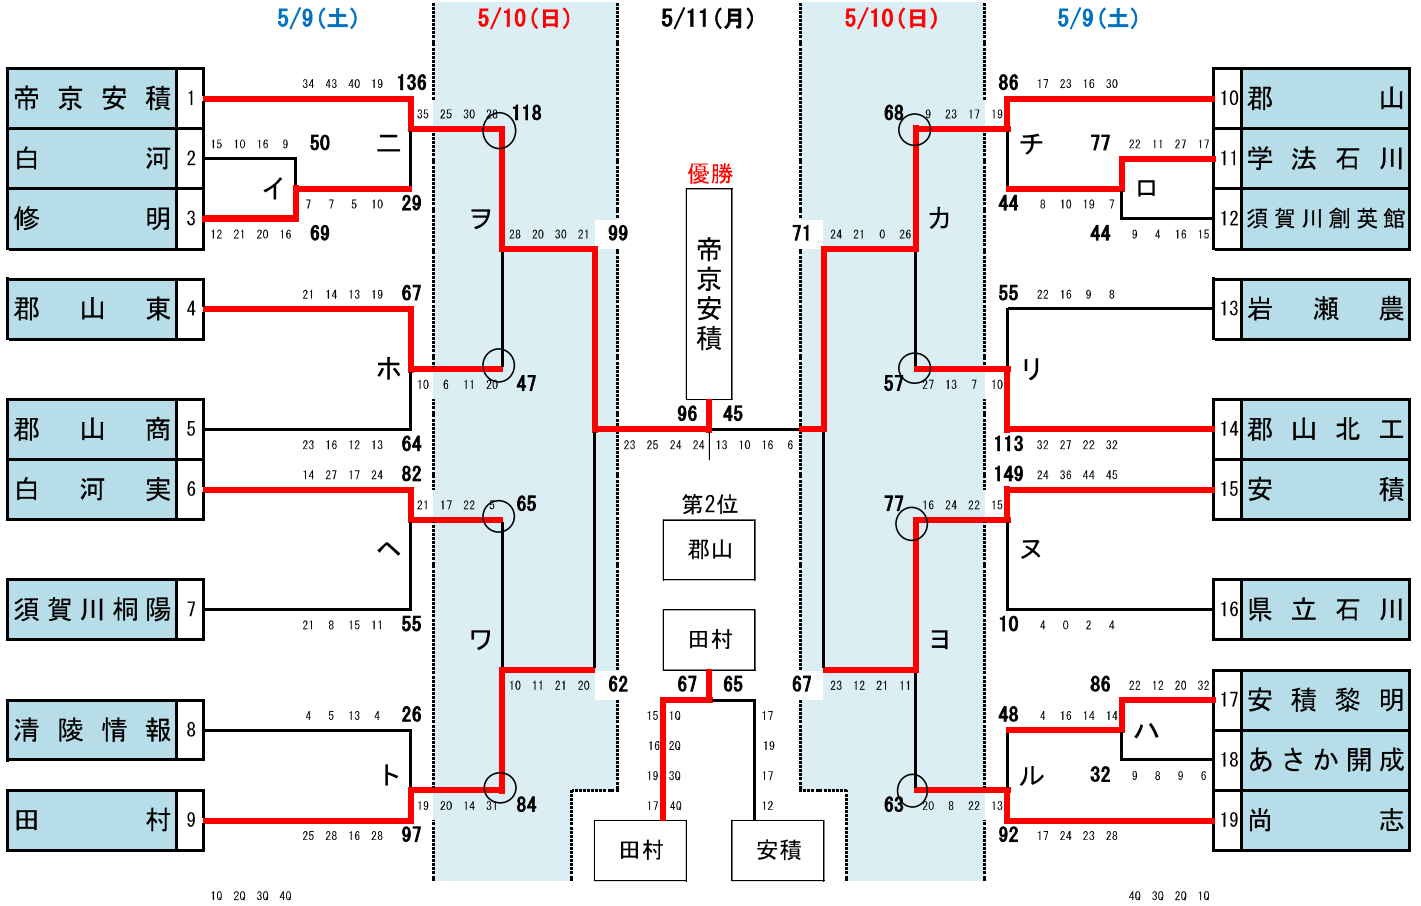 5/9(土) 5/10(日) 5/11(月) 5/10(日) 5/9(土)
帝京安積 1
34 43 40 19 136
白河 2
15 10 16 9 50
イ
修明 3
12 21 20 16 69
7 7 5 10 29
ニ
35 25 30 28 118
郡山東 4
21 14 13 19 67
ホ
10 6 11 20 47
郡山商 5
23 16 12 13 64
ヲ
28 20 30 21 99
白河実 6
14 27 17 24 82
ヘ
21 17 22 5 65
須賀川桐陽 7
21 8 15 11 55
ワ
10 11 21 20 62
清陵情報 8
4 5 13 4 26
ト
19 20 14 31 84
田村 9
25 28 16 28 97
1Q 2Q 3Q 4Q
優勝
帝京安積
96 45
23 25 24 24 13 10 16 6
第2位
郡山
田村
67 65
15 1Q 17
16 2Q 19
19 3Q 17
17 4Q 12
田村 安積
86 17 23 16 30
10 郡山
68 9 23 17 19
チ
77 22 11 27 17
11 学法石川
ロ
44 8 10 19 7
44 9 4 16 15
12 須賀川創英館
71 24 21 0 26
カ
55 22 16 9 8
13 岩瀬農
リ
57 27 13 7 10
113 32 27 22 32
14 郡山北工
149 24 36 44 45
15 安積
77 16 24 22 15
ヌ
10 4 0 2 4
16 県立石川
67 23 12 21 11
ヨ
86 22 12 20 32
17 安積黎明
48 4 16 14 14
ハ
32 9 8 9 6
18 あさか開成
ル
63 20 8 22 13
92 17 24 23 28
19 尚志
4Q 3Q 2Q 1Q